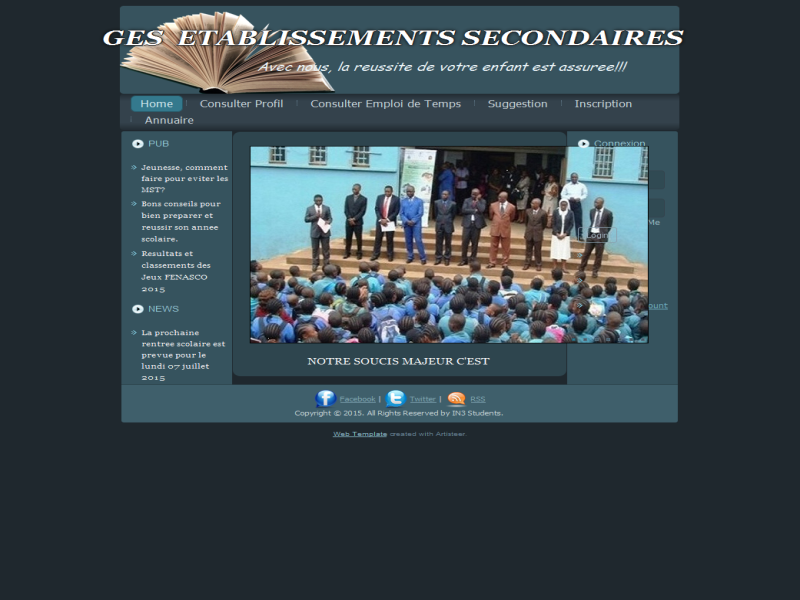 GES ETABLISSEMENTS SECONDAIRES
Avec nous, la reussite de votre enfant est assuree!!!
Home
Consulter Profil
Consulter Emploi de Temps
Suggestion
Inscription
Annuaire
PUB
Jeunesse, comment
faire pour eviter les
MST?
Bons conseils pour
bien preparer et
reussir son annee
scolaire.
Resultats et
classements des
Jeux FENASCO
2015
NEWS
La prochaine
rentree scolaire est
prevue pour le
lundi 07 juillet
2015
NOTRE SOUCIS MAJEUR C'EST
Connexion
Me
Login
ount
Facebook | Twitter | RSS
Copyright © 2015. All Rights Reserved by IN3 Students.
Web Template created with Artisteer.